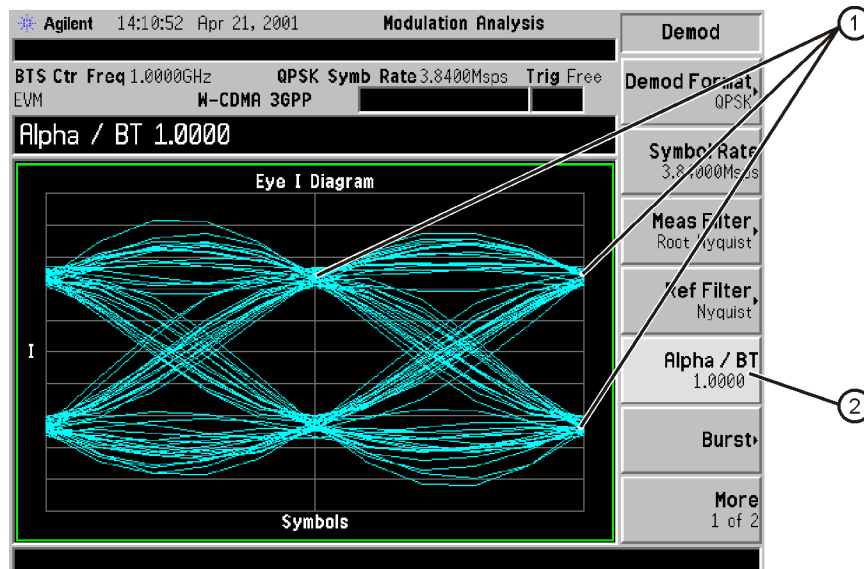 Agilent 14:10:52 Apr 21, 2001 Modulation Analysis
BTS Ctr Freq 1.0000GHz QPSK Symb Rate 3.8400Msps Trig Free
EVM W-CDMA 3GPP
Alpha / BT 1.0000
Eye I Diagram
I
Symbols
Demod
Demod Format
QPSK
Symbol Rate
3.84000Msps
Meas Filter
Root Nyquist
Ref Filter
Nyquist
Alpha / BT
1.0000
Burst
More
1 of 2
1
2